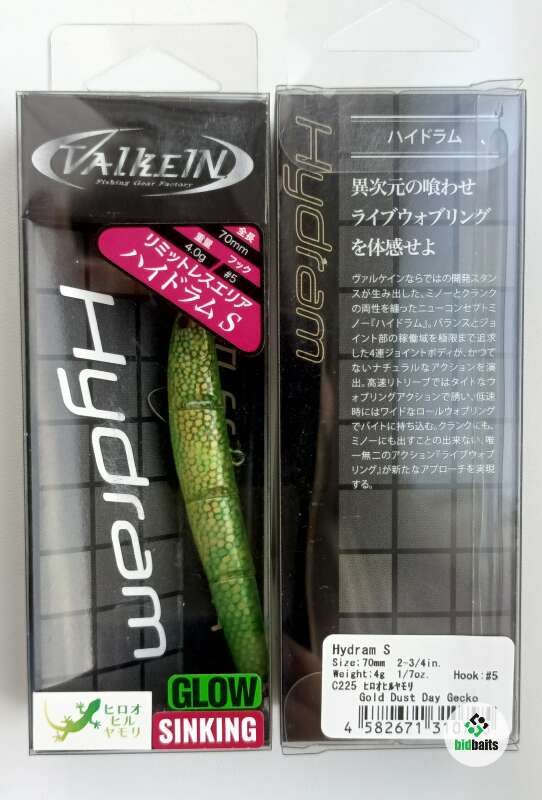 VALKEIN
Fishing Gear Factory
全長
70mm
重量
4.0g
フック
#5
リミットレスエリア
ハイドラム S
Hydram
ヒロオ
ヒル
ヤモリ
GLOW
SINKING
Hydram
ハイドラム
異次元の喰わせ
ライブウォブリング
を体感せよ
ヴァルケインならではの開発スタン
スが生み出した、ミノーとクランク
の両性を纏ったニューコンセプトミ
ノー『ハイドラム』。バランスとジョ
イント部の稼働域を極限まで追求
した4連ジョイントボディが、かつて
ないナチュラルなアクションを演
出。高速リトリーブではタイドなウ
ォブリングアクションで誘い、低速
時にはワイドなロールウォブリング
でバイトに持ち込む。クランクにも、
ミノーにも出すことの出来ない、唯
一無二のアクション『ライブウォブ
リング』が新たなアプローチを実現
する。
Hydram S
Size:70mm 2-3/4in.
Weight:4g 1/7oz. Hook:#5
C225 ヒロオヒルヤモリ
Gold Dust Day Gecko
4 582671 310
bidbaits